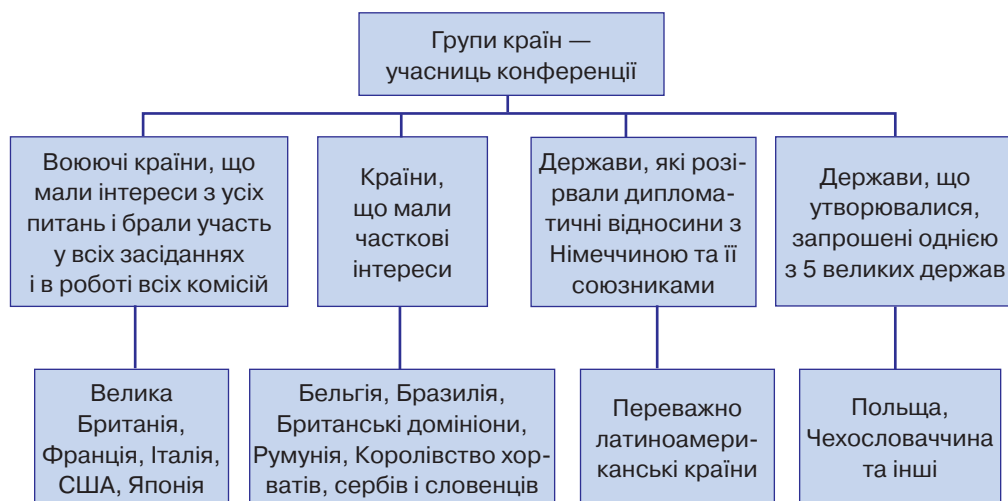 Групи країн —
учасниць конференції
Воюючі країни, що
мали інтереси з усіх
питань і брали участь
у всіх засіданнях
і в роботі всіх комісій
Країни,
що мали
часткові
інтереси
Держави, які розі-
рвали диплома-
тичні відносини з
Німеччиною та її
союзниками
Держави, що
утворювалися,
запрошені однією
з 5 великих держав
Велика
Британія,
Франція, Італія,
США, Японія
Бельгія, Бразилія,
Британські домініони,
Румунія, Королівство хор-
ватів, сербів і словенців
Переважно
латиноамери-
канські країни
Польща,
Чехословаччина
та інші